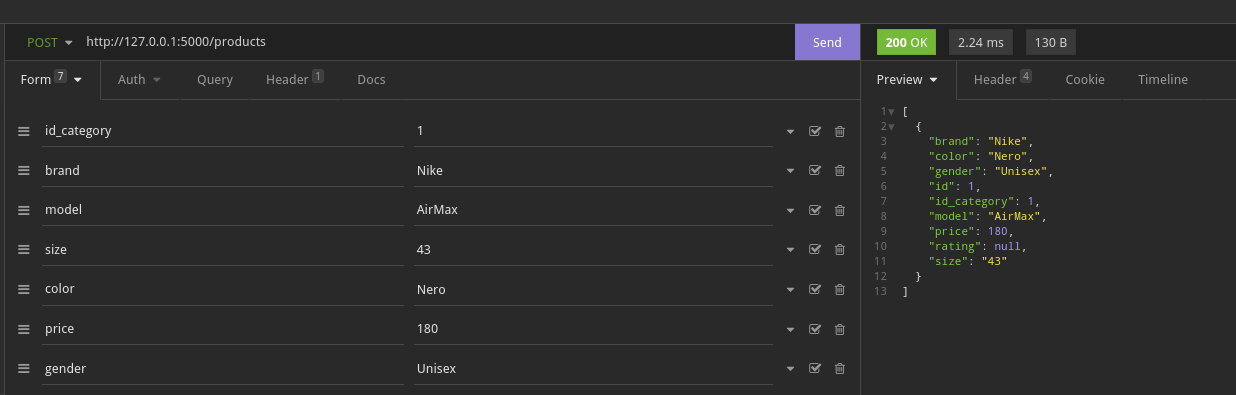 POST http://127.0.0.1:5000/products Send 200 OK 2.24 ms 130 B
Form 7 Auth Query Header 1 Docs
id_category 1
brand Nike
model AirMax
size 43
color Nero
price 180
gender Unisex
Preview Header 4 Cookie Timeline
1 [
2 {
3 "brand": "Nike",
4 "color": "Nero",
5 "gender": "Unisex",
6 "id": 1,
7 "id_category": 1,
8 "model": "AirMax",
9 "price": 180,
10 "rating": null,
11 "size": "43"
12 }
13 ]